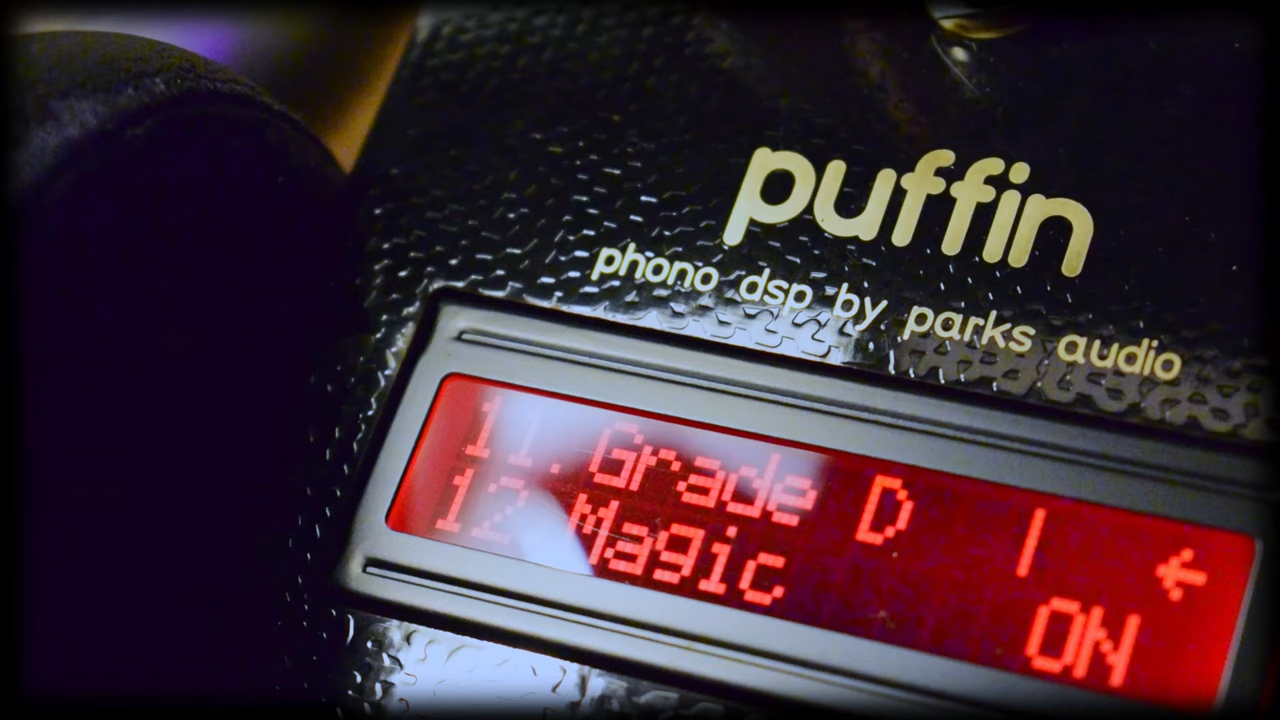 puffin
phono dsp by parks audio
11. Grade D | ←
12 Magic ON